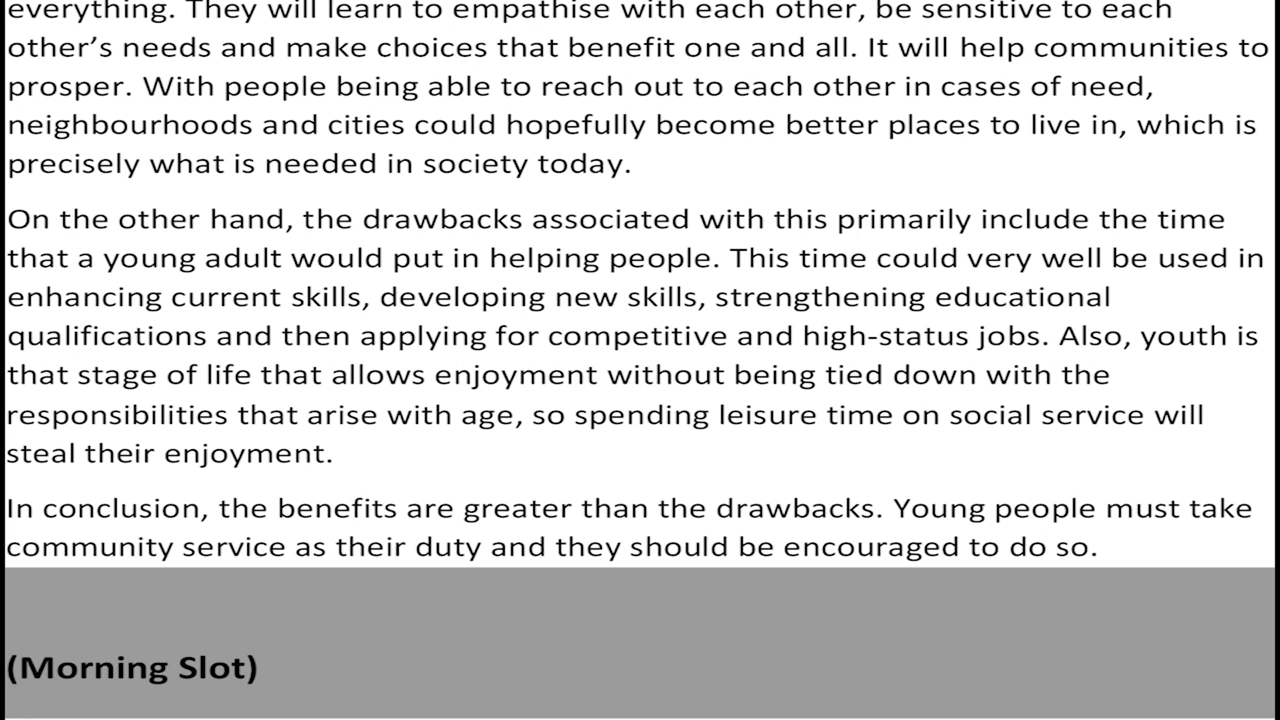 everything. They will learn to empathise with each other, be sensitive to each
other’s needs and make choices that benefit one and all. It will help communities to
prosper. With people being able to reach out to each other in cases of need,
neighbourhoods and cities could hopefully become better places to live in, which is
precisely what is needed in society today.
On the other hand, the drawbacks associated with this primarily include the time
that a young adult would put in helping people. This time could very well be used in
enhancing current skills, developing new skills, strengthening educational
qualifications and then applying for competitive and high-status jobs. Also, youth is
that stage of life that allows enjoyment without being tied down with the
responsibilities that arise with age, so spending leisure time on social service will
steal their enjoyment.
In conclusion, the benefits are greater than the drawbacks. Young people must take
community service as their duty and they should be encouraged to do so.
(Morning Slot)